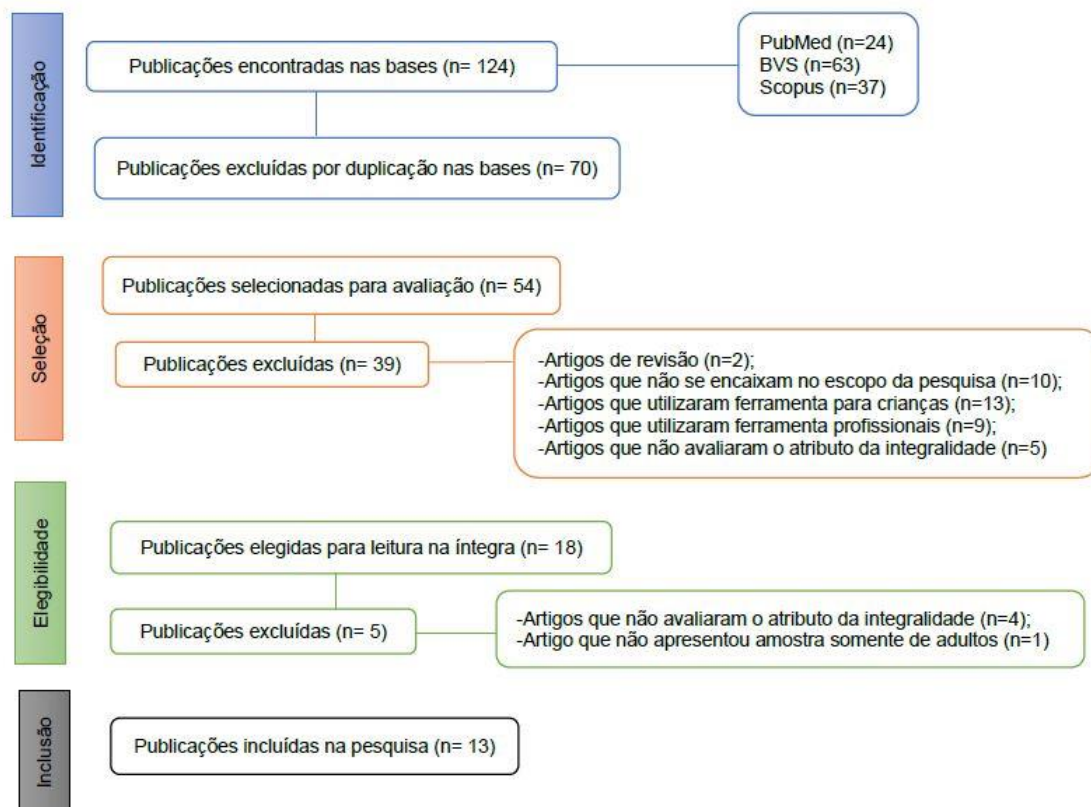 Identificação
Publicações encontradas nas bases (n= 124)
PubMed (n=24)
BVS (n=63)
Scopus (n=37)
Publicações excluídas por duplicação nas bases (n= 70)
Seleção
Publicações selecionadas para avaliação (n= 54)
Publicações excluídas (n= 39)
-Artigos de revisão (n=2);
-Artigos que não se encaixam no escopo da pesquisa (n=10);
-Artigos que utilizaram ferramenta para crianças (n=13);
-Artigos que utilizaram ferramenta profissionais (n=9);
-Artigos que não avaliaram o atributo da integralidade (n=5)
Elegibilidade
Publicações elegidas para leitura na íntegra (n= 18)
Publicações excluídas (n= 5)
-Artigos que não avaliaram o atributo da integralidade (n=4);
-Artigo que não apresentou amostra somente de adultos (n=1)
Inclusão
Publicações incluídas na pesquisa (n= 13)